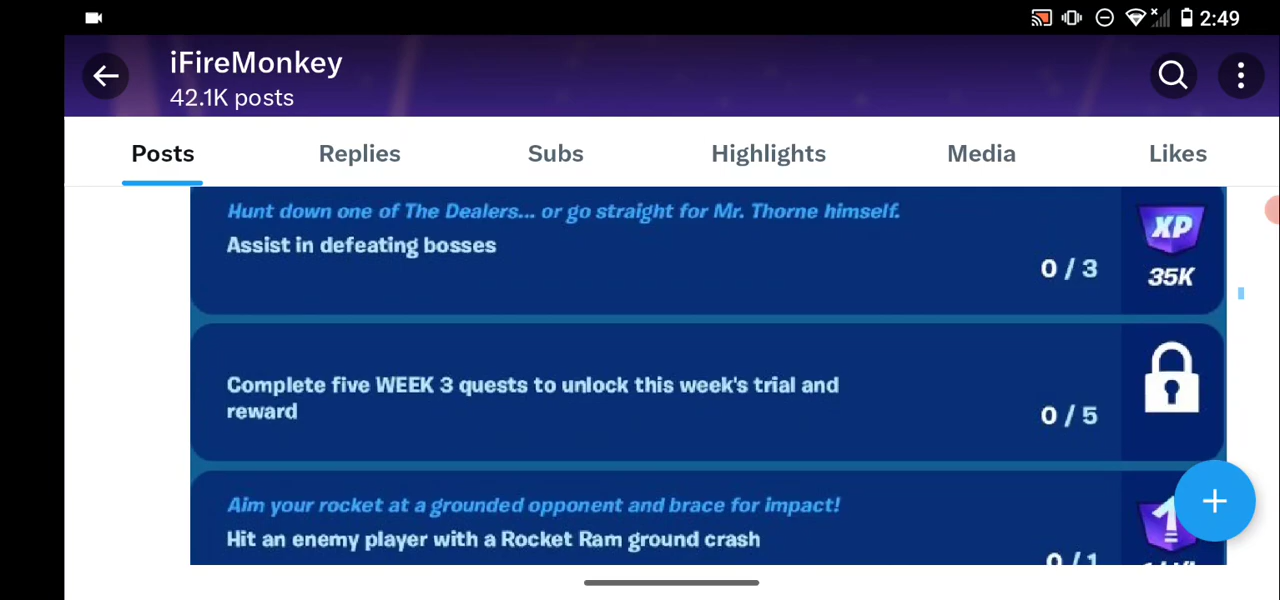 2:49
iFireMonkey
42.1K posts
Posts
Replies
Subs
Highlights
Media
Likes
Hunt down one of The Dealers... or go straight for Mr. Thorne himself.
Assist in defeating bosses
0 / 3
XP
35K
Complete five WEEK 3 quests to unlock this week's trial and
reward
0 / 5
Aim your rocket at a grounded opponent and brace for impact!
Hit an enemy player with a Rocket Ram ground crash
0 / 1